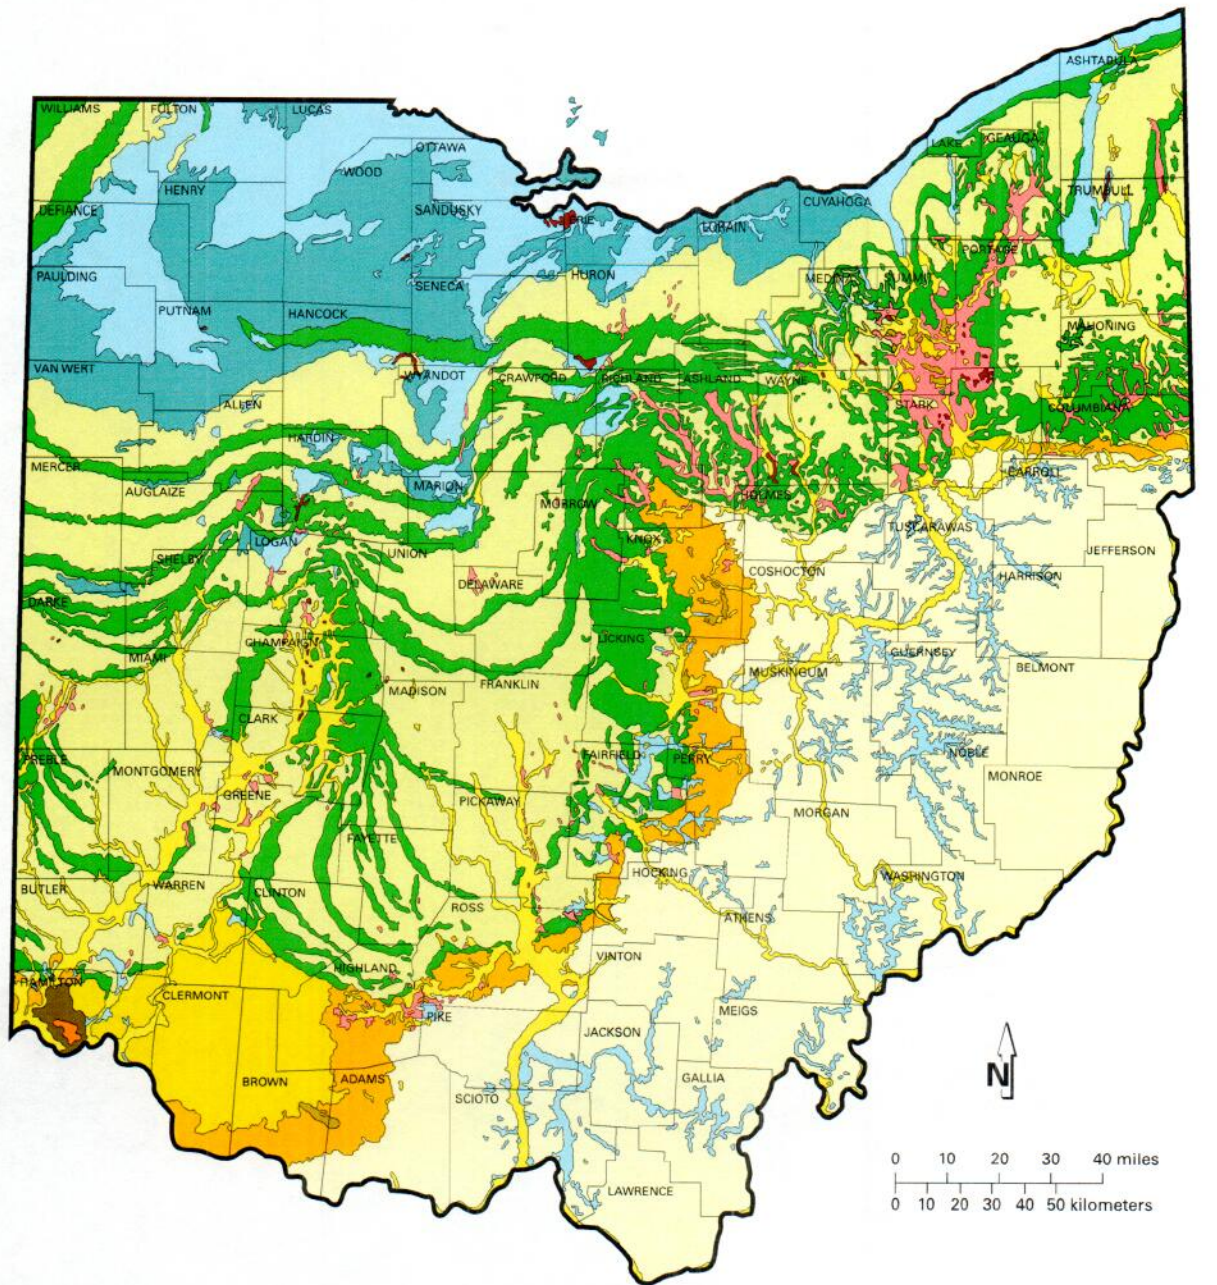 ASHTABULA
WILLIAMS
FULTON
LUCAS
LAKE
GEAUGA
OTTAWA
WOOD
HENRY
TRUMBULL
CUYAHOGA
DEFIANCE
SANDUSKY
ERIE
LORAIN
PORTAGE
PAULDING
HURON
MEDINA
SUMMIT
SENECA
PUTNAM
HANCOCK
MAHONING
VAN WERT
WYANDOT
CRAWFORD
RICHLAND
ASHLAND
WAYNE
ALLEN
STARK
COLUMBIANA
HARDIN
MERCER
CARROLL
AUGLAIZE
MARION
HOLMES
MORROW
TUSCARAWAS
KNOX
LOGAN
UNION
JEFFERSON
SHELBY
COSHOCTON
HARRISON
DELAWARE
DARKE
LICKING
CHAMPAIGN
GUERNSEY
MIAMI
BELMONT
MUSKINGUM
FRANKLIN
MADISON
CLARK
NOBLE
FAIRFIELD
PERRY
PREBLE
MONTGOMERY
MONROE
GREENE
PICKAWAY
MORGAN
FAYETTE
HOCKING
WASHINGTON
BUTLER
WARREN
CLINTON
ROSS
ATHENS
VINTON
HIGHLAND
HAMILTON
CLERMONT
MEIGS
PIKE
JACKSON
N
BROWN
ADAMS
GALLIA
SCIOTO
0 10 20 30 40 miles
LAWRENCE
0 10 20 30 40 50 kilometers